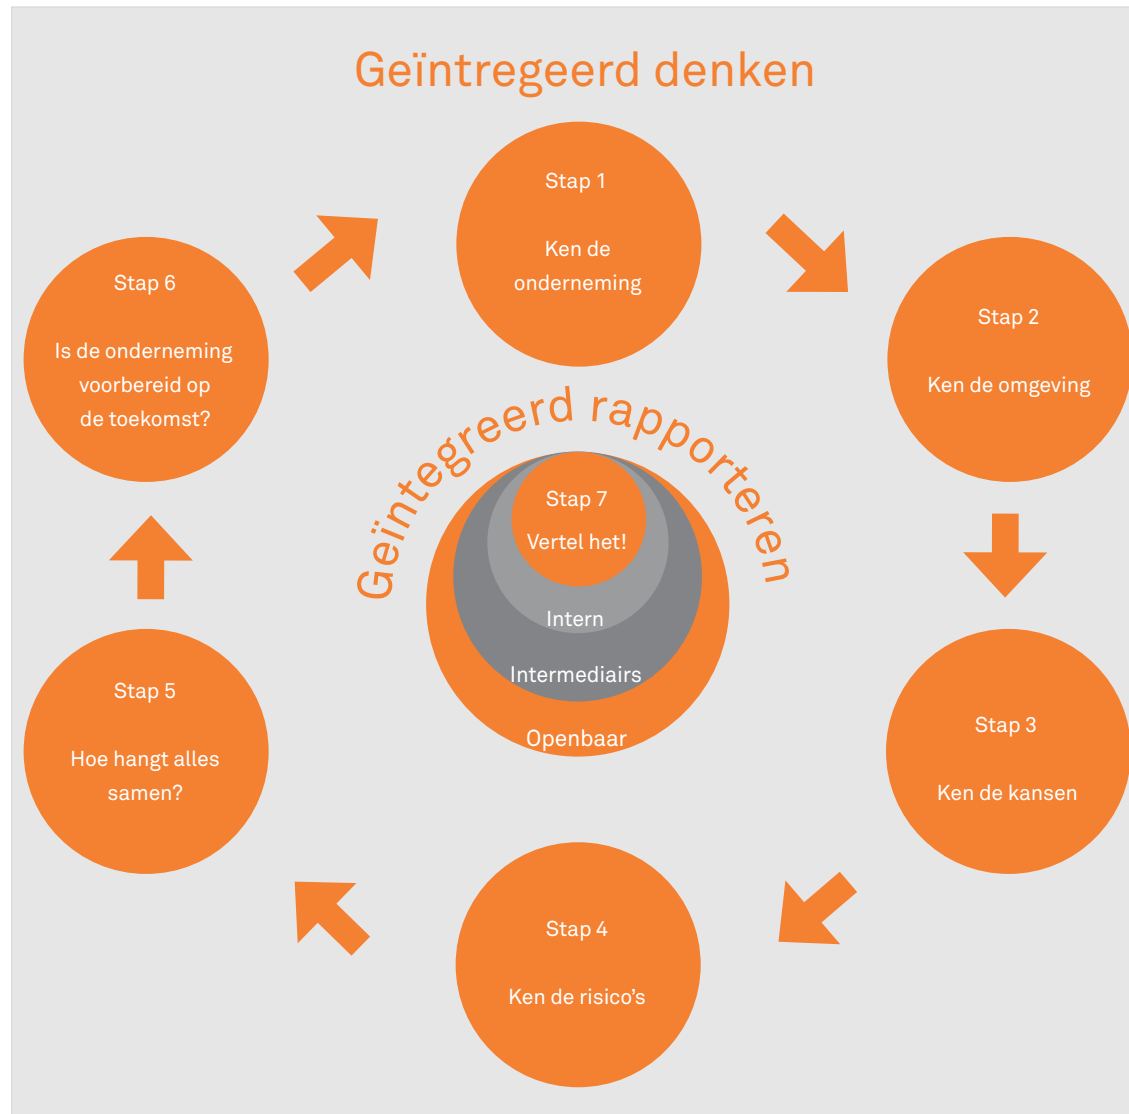 Geïntregeerd denken
Stap 1
Ken de
onderneming
Stap 2
Ken de omgeving
Stap 3
Ken de kansen
Stap 4
Ken de risico’s
Stap 5
Hoe hangt alles
samen?
Stap 6
Is de onderneming
voorbereid op
de toekomst?
Geïntegreerd rapporteren
Stap 7
Vertel het!
Intern
Intermediairs
Openbaar